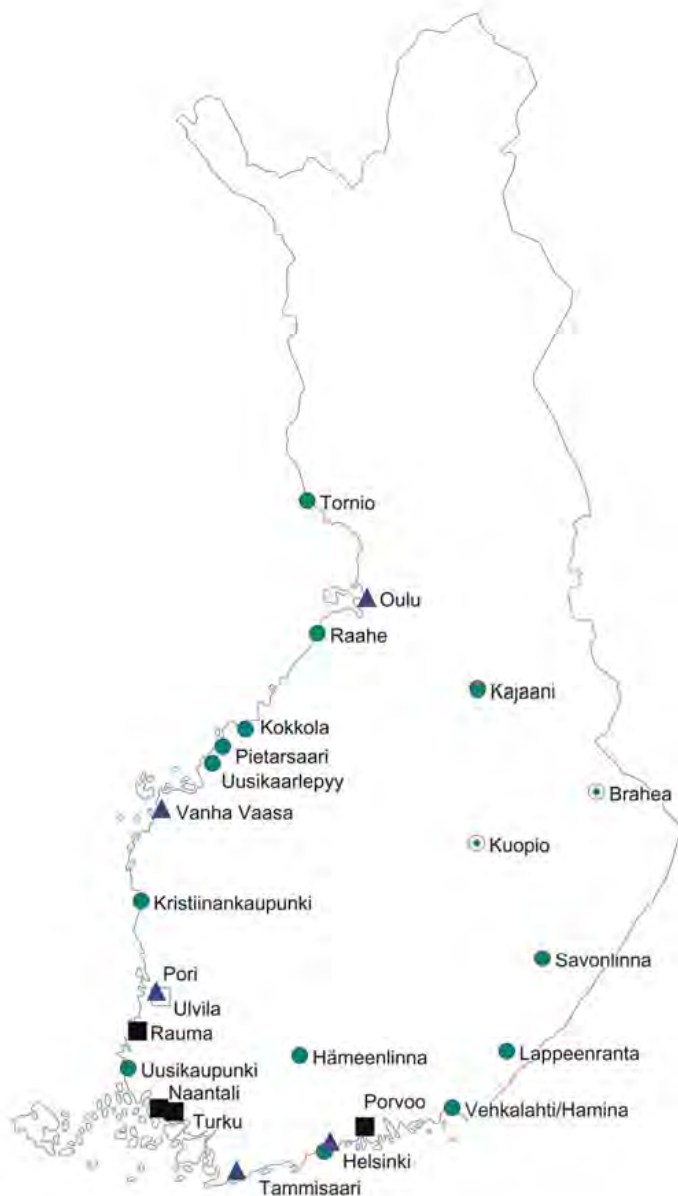 Tornio
Oulu
Raahe
Kajaani
Kokkola
Pietarsaari
Uusikaarlepyy
Brahea
Vanha Vaasa
Kuopio
Kristiinankaupunki
Savonlinna
Pori
Ulvila
Rauma
Hämeenlinna
Lappeenranta
Uusikaupunki
Naantali
Turku
Porvoo
Vehkalahti/Hamina
Helsinki
Tammisaari